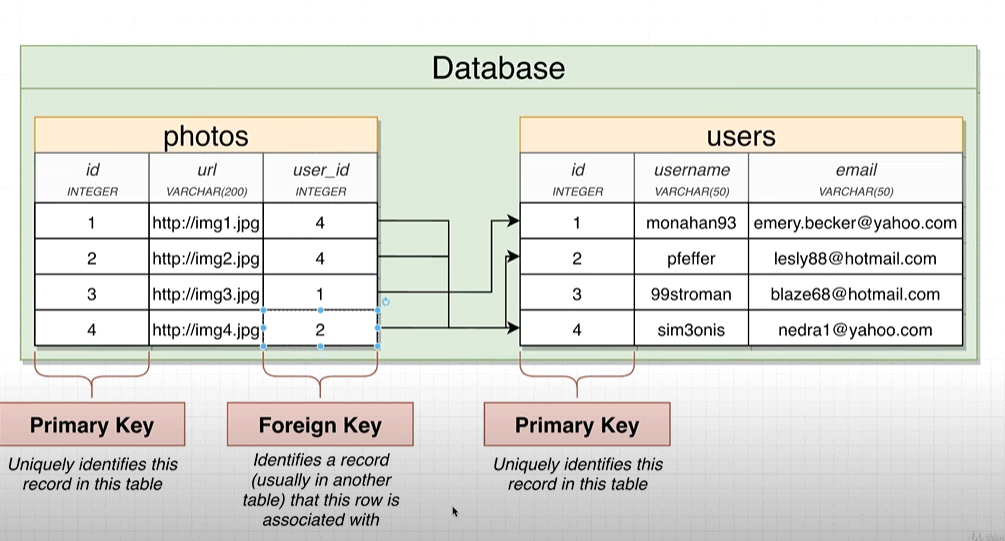 Database
photos
id
url
user_id
INTEGER
VARCHAR(200)
INTEGER
1
http://img1.jpg
4
2
http://img2.jpg
4
3
http://img3.jpg
1
4
http://img4.jpg
2
users
id
username
email
INTEGER
VARCHAR(50)
VARCHAR(50)
1
monahan93
emery.becker@yahoo.com
2
pfeffer
lesly88@hotmail.com
3
99stroman
blaze68@hotmail.com
4
sim3onis
nedra1@yahoo.com
Primary Key
Uniquely identifies this
record in this table
Foreign Key
Identifies a record
(usually in another
table) that this row is
associated with
Primary Key
Uniquely identifies this
record in this table